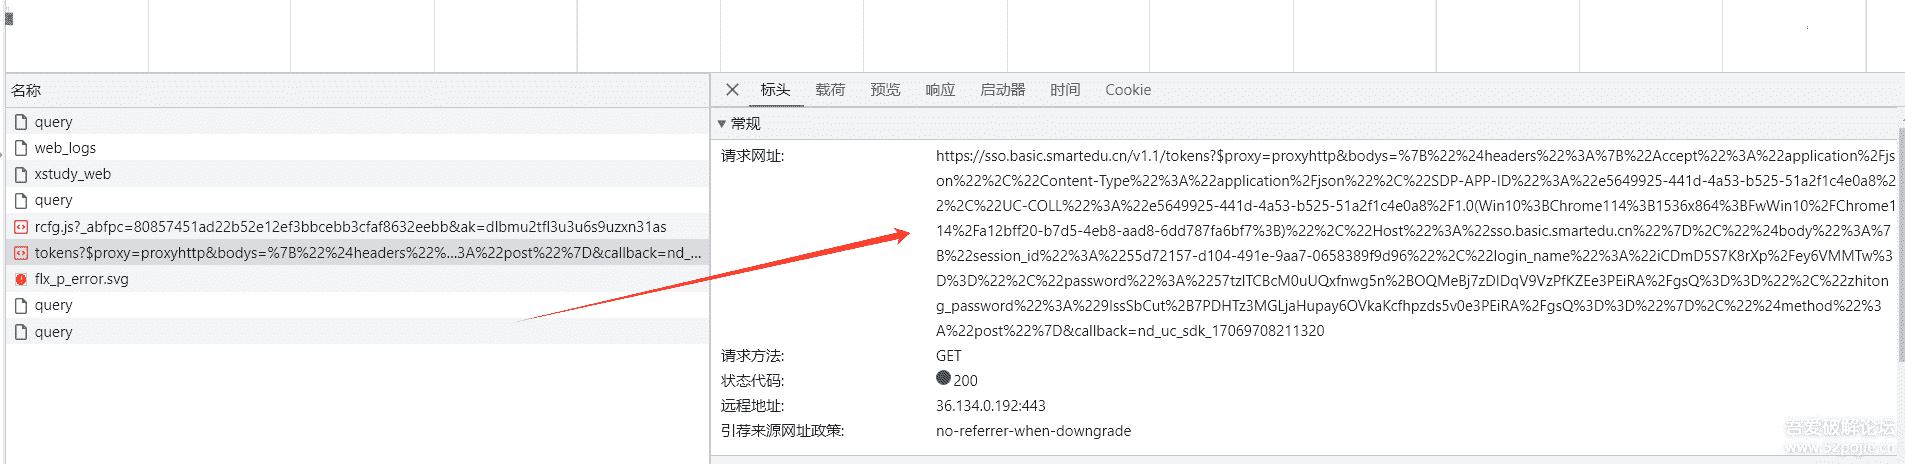 名称
query
web_logs
xstudy_web
query
rcfg.js?_abfpc=80857451ad22b52e12ef3bbcebb3cfaf8632eebb&ak=dlbmu2tfl3u3u6s9uzxn31as
tokens?$proxy=proxyhttp&bodys=%7B%22%24headers%22%...3A%22post%22%7D&callback=nd_...
flx_p_error.svg
query
query
标头 载荷 预览 响应 启动器 时间 Cookie
常规
请求网址:
https://sso.basic.smartedu.cn/v1.1/tokens?$proxy=proxyhttp&bodys=%7B%22%24headers%22%3A%7B%22Accept%22%3A%22application%2Fjs
on%22%2C%22Content-Type%22%3A%22application%2Fjson%22%2C%22SDP-APP-ID%22%3A%22e5649925-441d-4a53-b525-51a2f1c4e0a8%2
2%2C%22UC-COLL%22%3A%22e5649925-441d-4a53-b525-51a2f1c4e0a8%2F1.0(Win10%3BChrome114%3B1536x864%3BFwWin10%2FChrome1
14%2Fa12bff20-b7d5-4eb8-aad8-6dd787fa6bf7%3B)%22%2C%22Host%22%3A%22sso.basic.smartedu.cn%22%7D%2C%22%24body%22%3A%7
B%22session_id%22%3A%2255d72157-d104-491e-9aa7-0658389f9d96%22%2C%22login_name%22%3A%22iCDmD5S7K8rXp%2Fey6VMMTw%3
D%3D%22%2C%22password%22%3A%2257tzITCBcM0uUQxfnwg5n%2BOQMeBj7zDIDqV9VzPfKZEe3PEiRA%2FgsQ%3D%3D%22%2C%22zhiton
g_password%22%3A%229IssSbCut%2B7PDHTz3MGLjaHupay6OVkaKcfhpzds5v0e3PEiRA%2FgsQ%3D%3D%22%7D%2C%22%24method%22%3
A%22post%22%7D&callback=nd_uc_sdk_17069708211320
请求方法: GET
状态代码: 200
远程地址: 36.134.0.192:443
引荐来源网址政策: no-referrer-when-downgrade
吾爱破解论坛
www.52pojie.cn